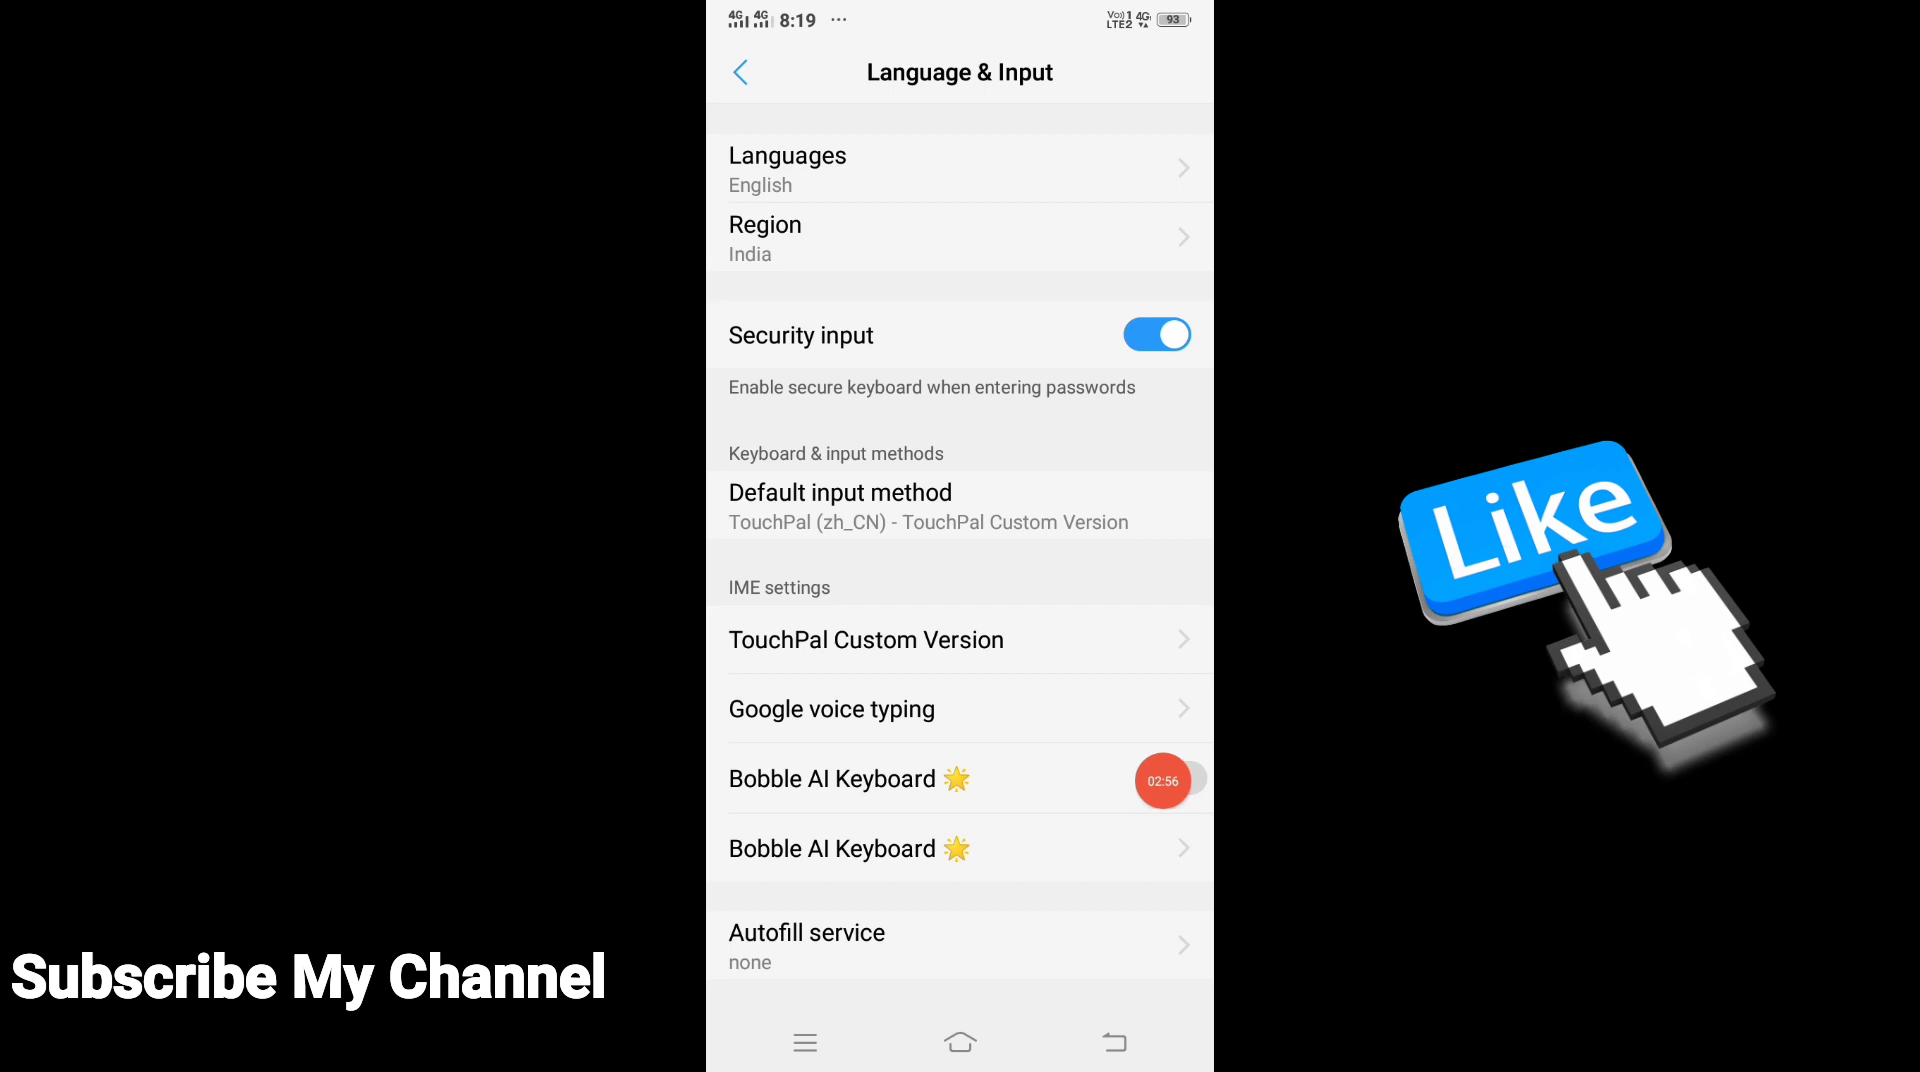 4G 4G 8:19 ...
Vo)) 1 4G
LTE2
93
Language & Input
Languages
English
Region
India
Security input
Enable secure keyboard when entering passwords
Keyboard & input methods
Default input method
TouchPal (zh_CN) - TouchPal Custom Version
IME settings
TouchPal Custom Version
Google voice typing
Bobble AI Keyboard 🌟
02:56
Bobble AI Keyboard 🌟
Autofill service
none
Like
Subscribe My Channel